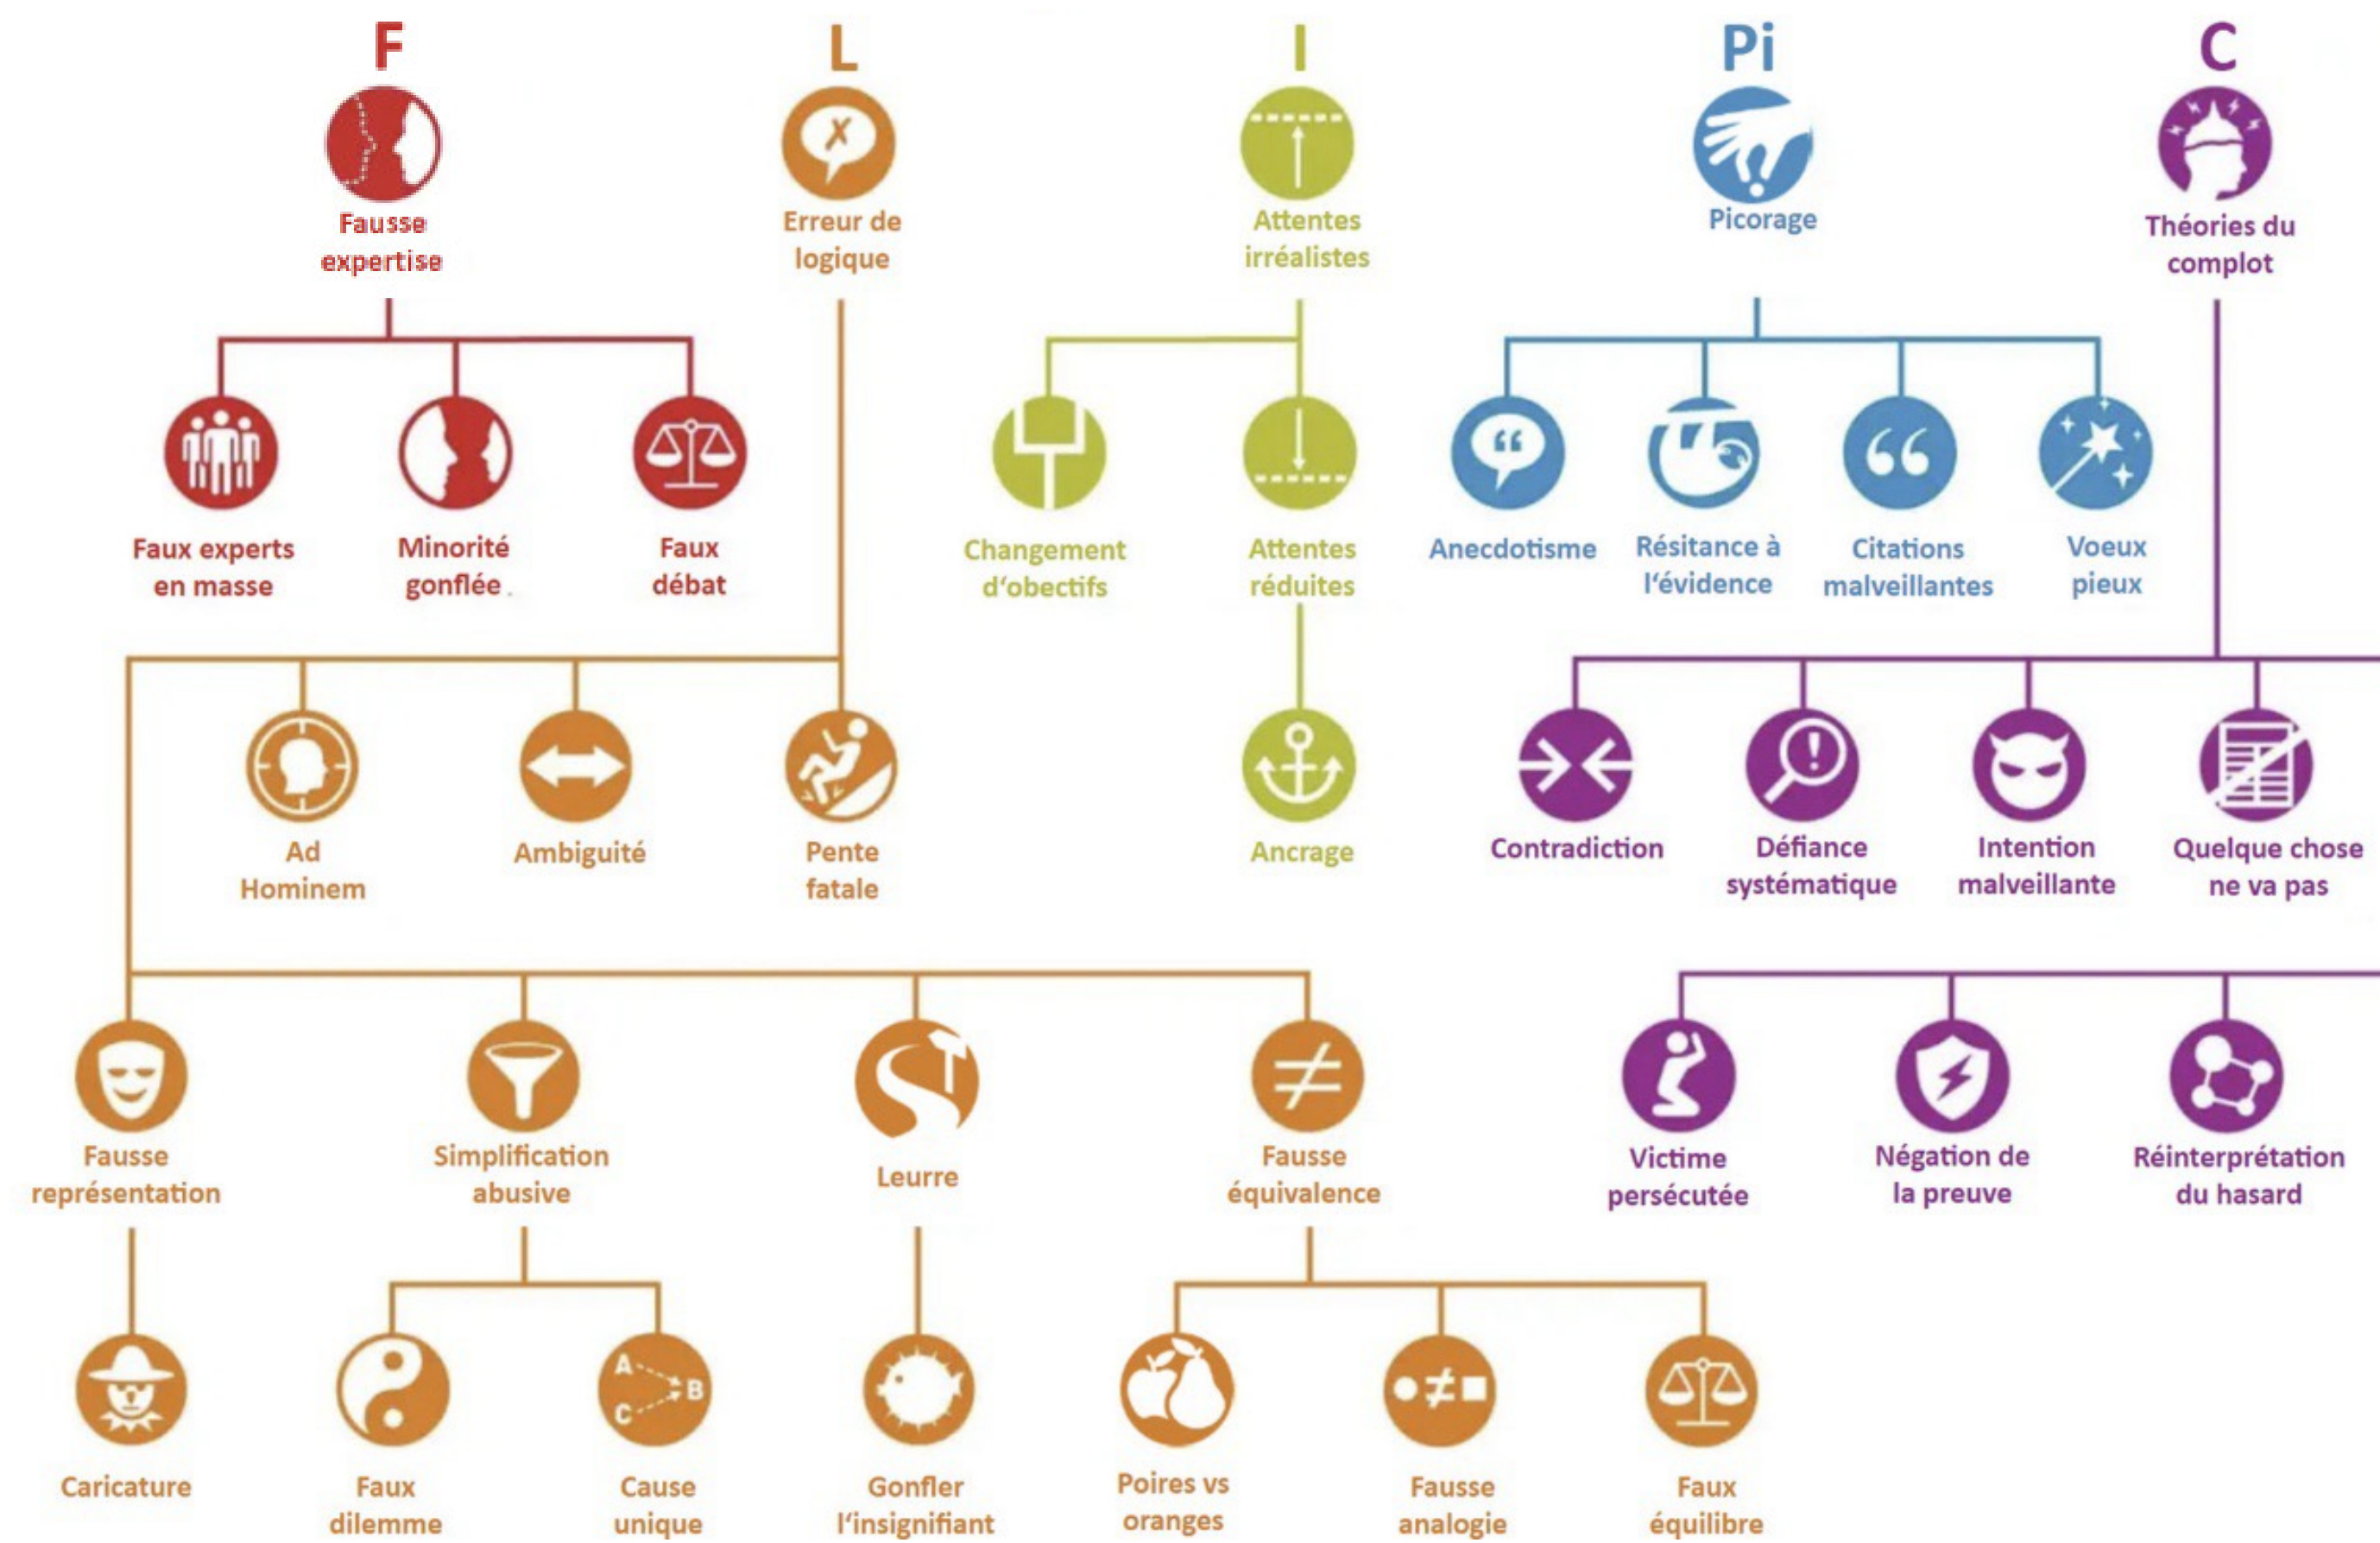 F
L
I
Pi
C
Fausse
expertise
Erreur de
logique
Attentes
irréalistes
Picorage
Théories du
complot
Faux experts
en masse
Minorité
gonflée
Faux
débat
Changement
d'obectifs
Attentes
réduites
Anecdotisme
Résitance à
l'évidence
Citations
malveillantes
Voeux
pieux
Ad
Hominem
Ambiguité
Pente
fatale
Ancrage
Contradiction
Défiance
systématique
Intention
malveillante
Quelque chose
ne va pas
Fausse
représentation
Simplification
abusive
Leurre
Fausse
équivalence
Victime
persécutée
Négation de
la preuve
Réinterprétation
du hasard
A
B
C
Caricature
Faux
dilemme
Cause
unique
Gonfler
l'insignifiant
Poires vs
oranges
Fausse
analogie
Faux
équilibre